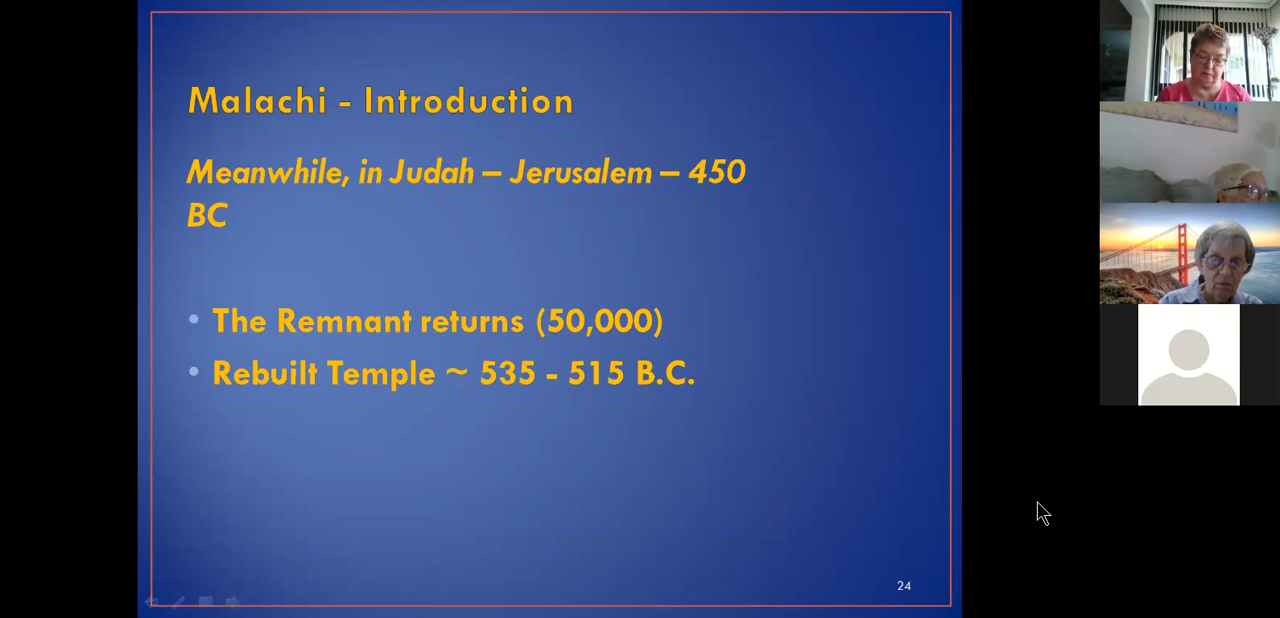 Malachi - Introduction
Meanwhile, in Judah – Jerusalem – 450
BC
• The Remnant returns (50,000)
• Rebuilt Temple ~ 535 - 515 B.C.
24